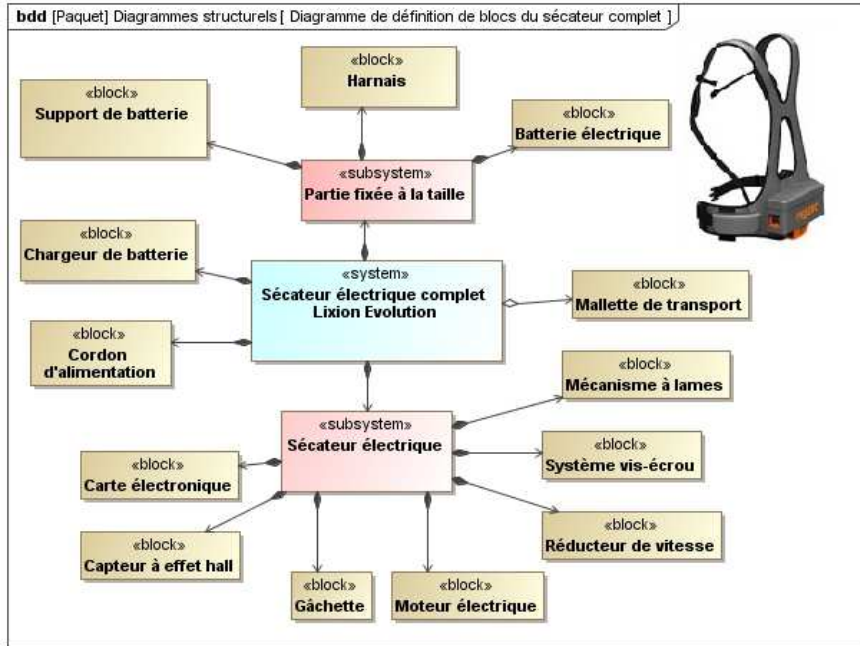 bdd [Paquet] Diagrammes structurels [ Diagramme de définition de blocs du sécateur complet ]
«block»
Harnais
«block»
Support de batterie
«block»
Batterie électrique
«subsystem»
Partie fixée à la taille
«block»
Chargeur de batterie
«system»
Sécateur électrique complet
Lixion Evolution
«block»
Mallette de transport
«block»
Cordon
d'alimentation
«block»
Mécanisme à lames
«subsystem»
Sécateur électrique
«block»
Système vis-écrou
«block»
Carte électronique
«block»
Réducteur de vitesse
«block»
Capteur à effet hall
«block»
Gâchette
«block»
Moteur électrique